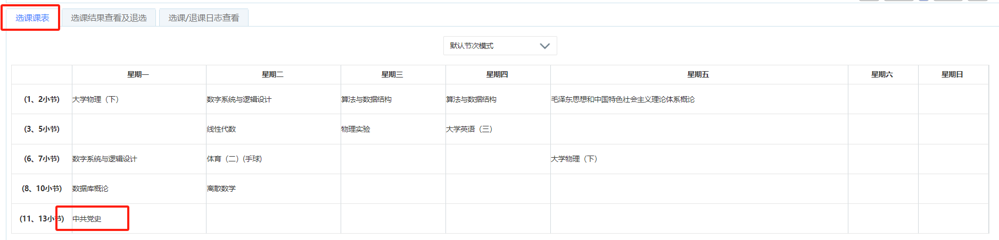 选课课表 选课结果查看及退选 选课/退课日志查看
默认节次模式
星期一 星期二 星期三 星期四 星期五 星期六 星期日
(1、2小节) 大学物理（下） 数字系统与逻辑设计 算法与数据结构 算法与数据结构 毛泽东思想和中国特色社会主义理论体系概论
(3、5小节) 线性代数 物理实验 大学英语（三）
(6、7小节) 数字系统与逻辑设计 体育（二）(手球) 大学物理（下）
(8、10小节) 数据库概论 离散数学
(11、13小节) 中共党史